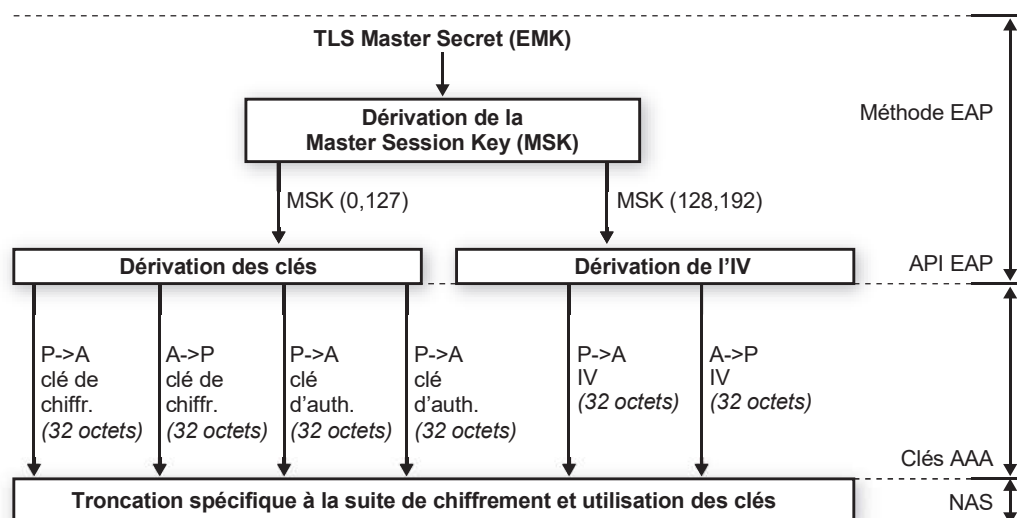 TLS Master Secret (EMK)
Dérivation de la
Master Session Key (MSK)
Méthode EAP
MSK (0,127)
MSK (128,192)
Dérivation des clés
Dérivation de l’IV
API EAP
P->A
clé de
chiffr.
(32 octets)
A->P
clé de
chiffr.
(32 octets)
P->A
clé
d’auth.
(32 octets)
P->A
clé
d’auth.
(32 octets)
P->A
IV
(32 octets)
A->P
IV
(32 octets)
Clés AAA
Troncation spécifique à la suite de chiffrement et utilisation des clés
NAS